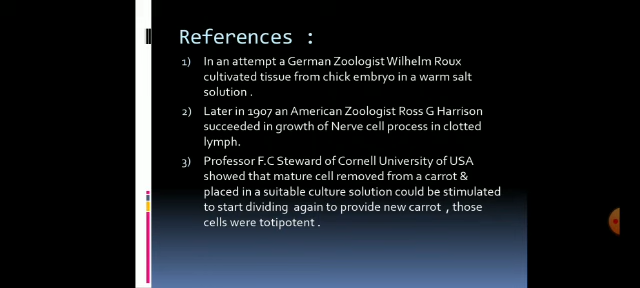 References :
1) In an attempt a German Zoologist Wilhelm Roux
cultivated tissue from chick embryo in a warm salt
solution .
2) Later in 1907 an American Zoologist Ross G Harrison
succeeded in growth of Nerve cell process in clotted
lymph.
3) Professor F.C Steward of Cornell University of USA
showed that mature cell removed from a carrot &
placed in a suitable culture solution could be stimulated
to start dividing again to provide new carrot , those
cells were totipotent .